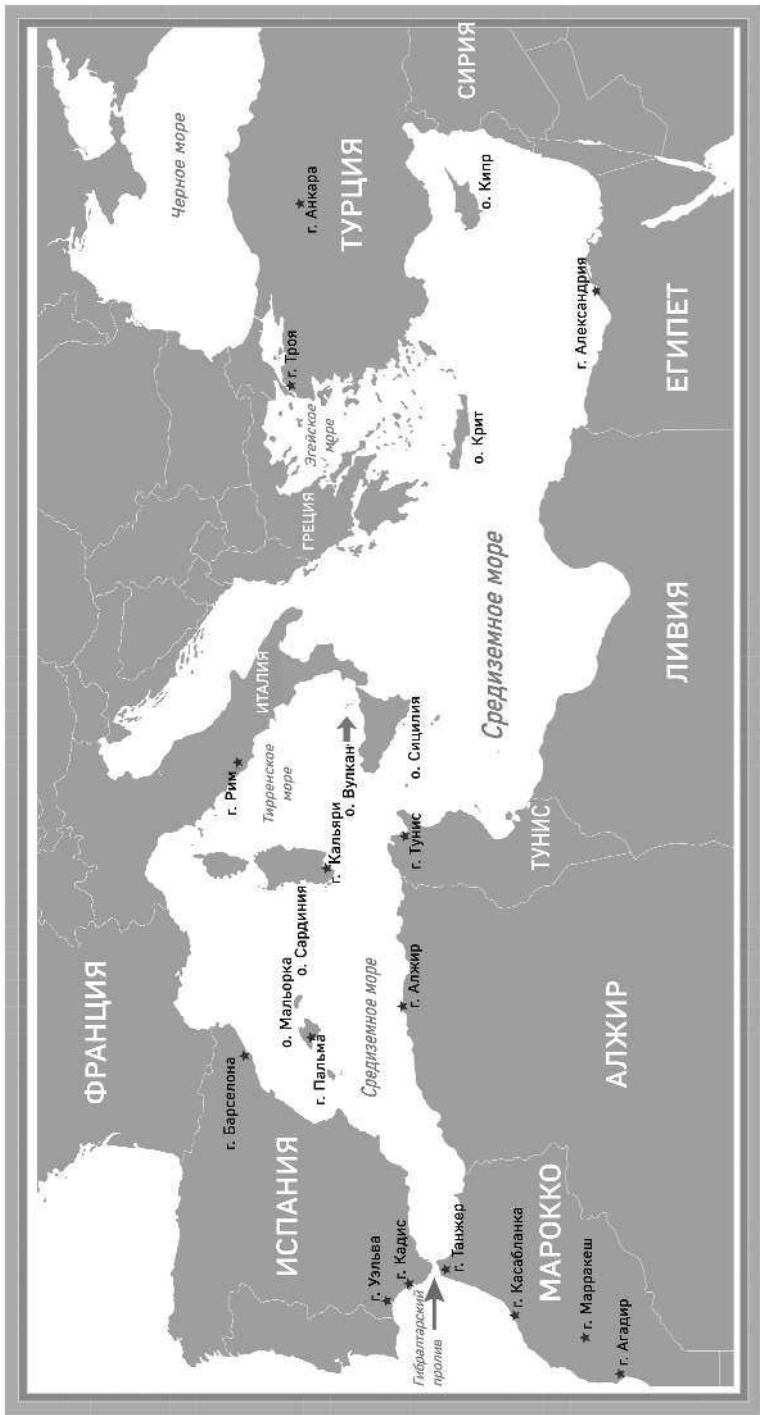 ФРАНЦИЯ
ИСПАНИЯ
г. Барселона
г. Уэльва
г. Кадис
Гибралтарский
пролив
г. Танжер
г. Касабланка
МАРОККО
г. Марракеш
г. Агадир
о. Мальорка
г. Пальма
о. Сардиния
г. Кальяри
Средиземное море
г. Алжир
АЛЖИР
г. Рим
ИТАЛИЯ
Тирренское
море
о. Вулкан
о. Сицилия
г. Тунис
ТУНИС
Средиземное море
ЛИВИЯ
ГРЕЦИЯ
Эгейское
море
г. Троя
о. Крит
Черное море
г. Анкара
ТУРЦИЯ
СИРИЯ
о. Кипр
г. Александрия
ЕГИПЕТ